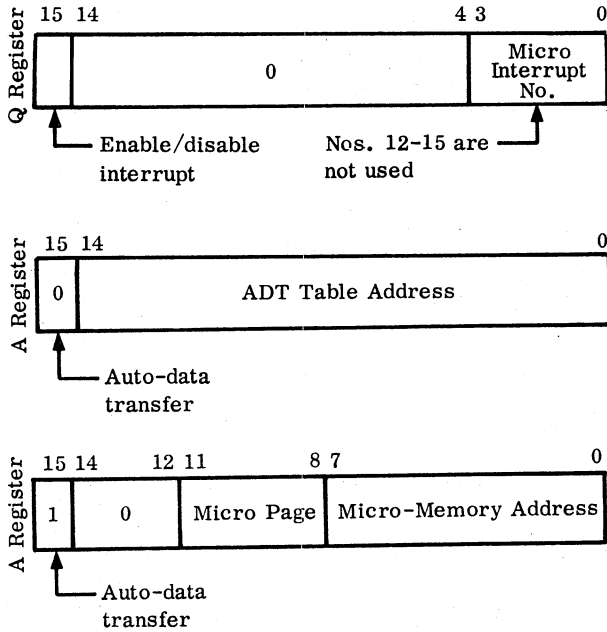 15 14 4 3 0
Q Register
0
Micro
Interrupt
No.
Enable/disable
interrupt
Nos. 12-15 are
not used
15 14 0
A Register
0
ADT Table Address
Auto-data
transfer
15 14 12 11 8 7 0
A Register
1 0 Micro Page Micro-Memory Address
Auto-data
transfer